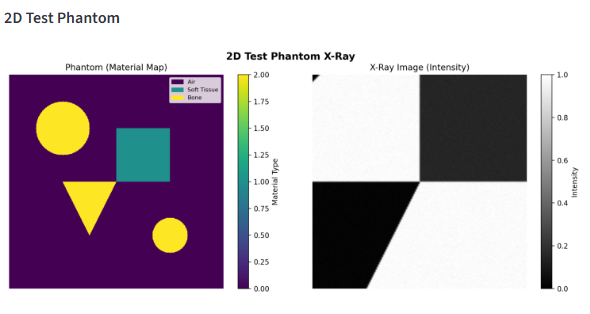 2D Test Phantom
2D Test Phantom X-Ray
Phantom (Material Map)
Air
Soft Tissue
Bone
2.00
1.75
1.50
1.25
1.00
0.75
0.50
0.25
0.00
Material Type
X-Ray Image (Intensity)
1.0
0.8
0.6
0.4
0.2
0.0
Intensity